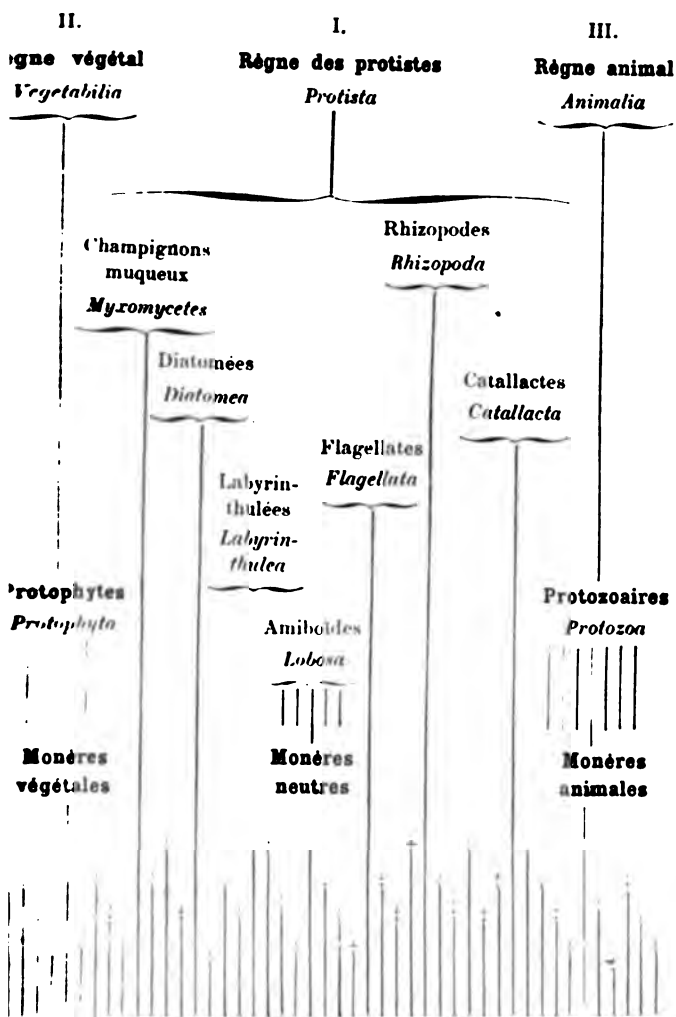 II.
égne végétal
Vegetabilia
I.
Règne des protistes
Protista
III.
Règne animal
Animalia
Champignons
muqueux
Myxomycetes
Rhizopodes
Rhizopoda
Diatomées
Diatomea
Catallactes
Catallacta
Flagellates
Flagellata
Labyrin-
thulées
Labyrin-
thulea
Protophytes
Protophyta
Amiboïdes
Lobosa
Protozoaires
Protozoa
Monères
végétales
Monères
neutres
Monères
animales